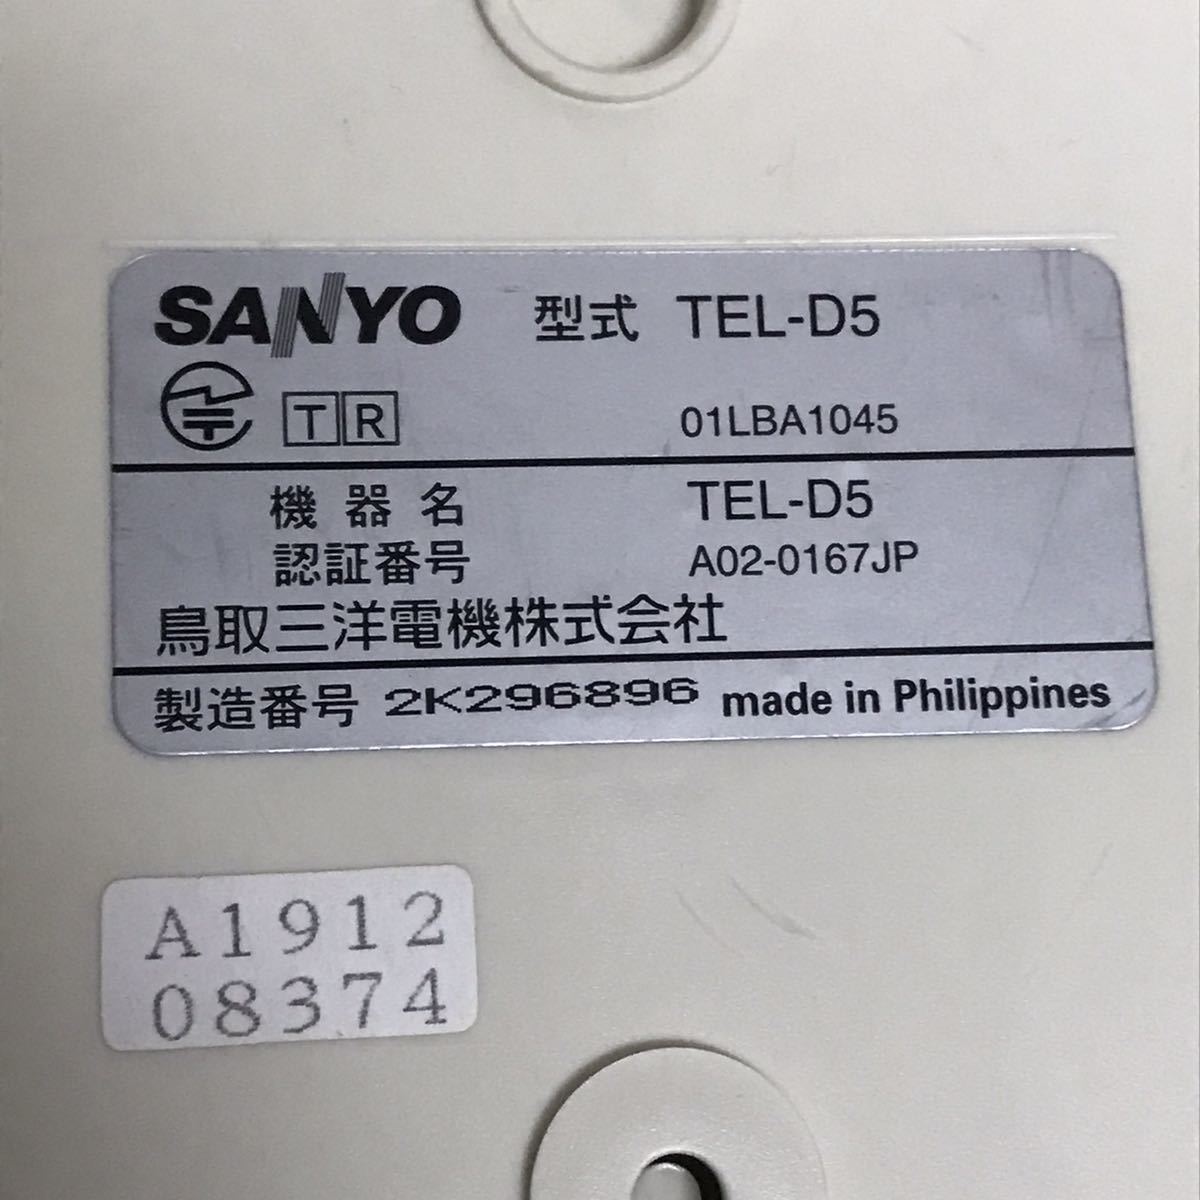 SANYO 型式 TEL-D5
T R 01LBA1045
機器名 TEL-D5
認証番号 A02-0167JP
鳥取三洋電機株式会社
製造番号 2K296896 made in Philippines
A1912
08374